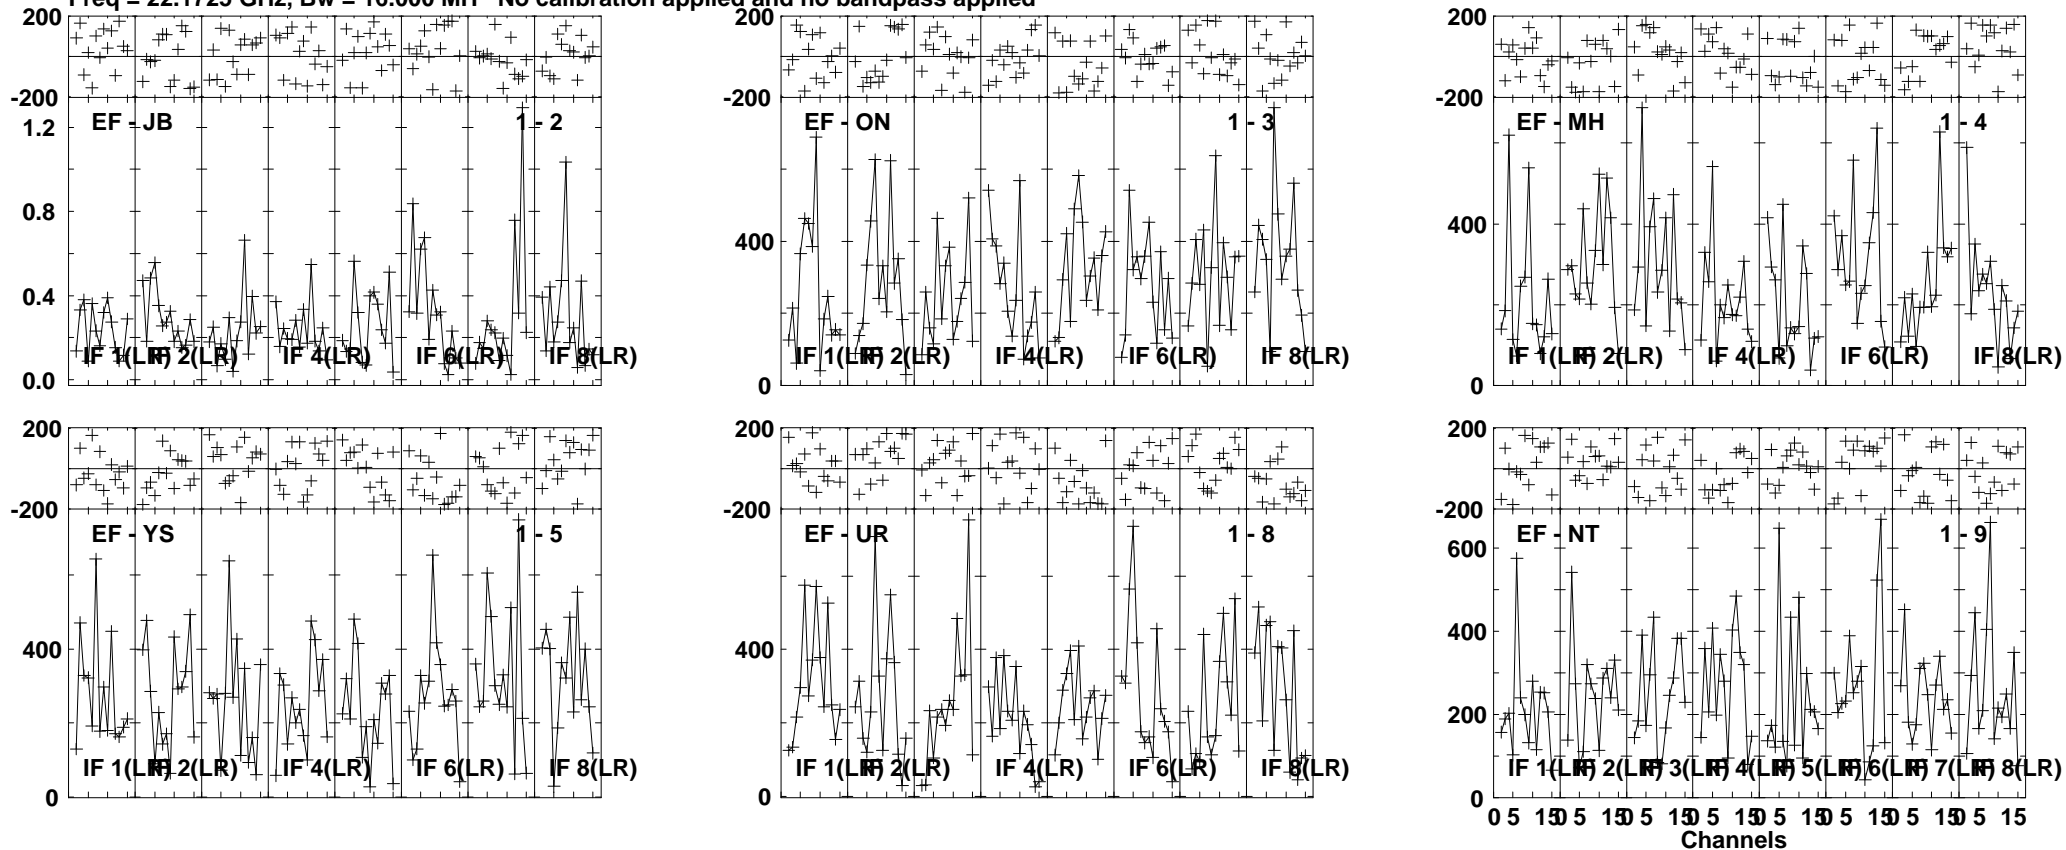 Freq = 22.1725 GHz, Bw = 16.000 MH No calibration applied and no bandpass applied
200
-200
EF - JB
1 - 2
1.2
0.8
0.4
0.0
IF 1(LR)
IF 2(LR)
IF 4(LR)
IF 6(LR)
IF 8(LR)
200
-200
EF - ON
1 - 3
400
0
IF 1(LR)
IF 2(LR)
IF 4(LR)
IF 6(LR)
IF 8(LR)
200
-200
EF - MH
1 - 4
400
0
IF 1(LR)
IF 2(LR)
IF 4(LR)
IF 6(LR)
IF 8(LR)
200
-200
EF - YS
1 - 5
400
0
IF 1(LR)
IF 2(LR)
IF 4(LR)
IF 6(LR)
IF 8(LR)
200
-200
EF - UR
1 - 8
400
0
IF 1(LR)
IF 2(LR)
IF 4(LR)
IF 6(LR)
IF 8(LR)
200
-200
EF - NT
1 - 9
600
400
200
0
IF 1(LR)
IF 2(LR)
IF 3(LR)
IF 4(LR)
IF 5(LR)
IF 6(LR)
IF 7(LR)
IF 8(LR)
0 5 15 0 5 15 0 5 15 0 5 15 0 5 15 0 5 15 0 5 15 0 5 15
Channels